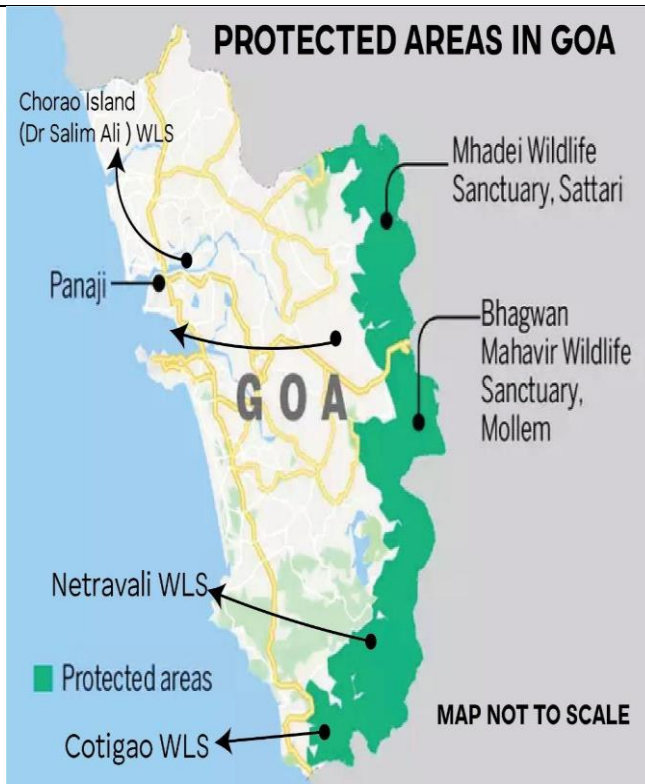 PROTECTED AREAS IN GOA
Chorao Island
(Dr Salim Ali ) WLS
Mhadei Wildlife
Sanctuary, Sattari
Panaji
Bhagwan
Mahavir Wildlife
Sanctuary,
Mollem
GOA
Netravali WLS
Protected areas
MAP NOT TO SCALE
Cotigao WLS